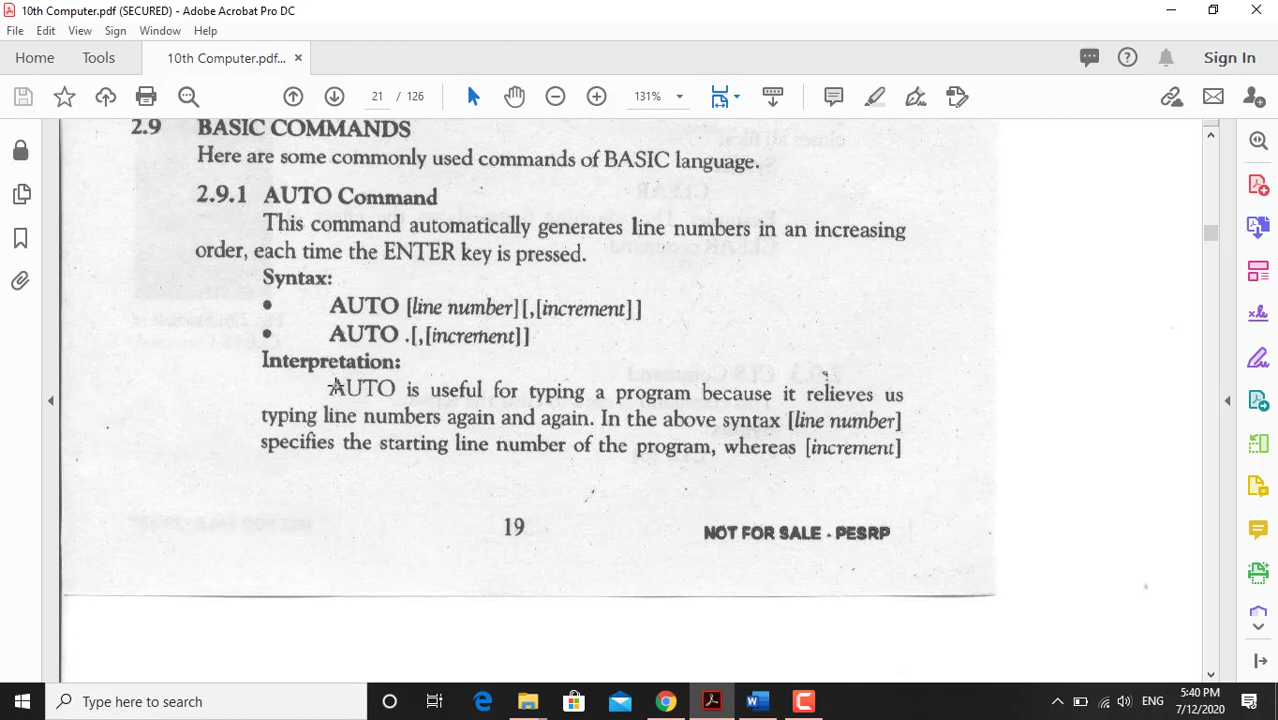 10th Computer.pdf (SECURED) - Adobe Acrobat Pro DC
File Edit View Sign Window Help
Home Tools 10th Computer.pdf... × Sign In
21 / 126 131%
2.9 BASIC COMMANDS
Here are some commonly used commands of BASIC language.
2.9.1 AUTO Command
This command automatically generates line numbers in an increasing
order, each time the ENTER key is pressed.
Syntax:
• AUTO [line number][,[increment]]
• AUTO .[,[increment]]
Interpretation:
AUTO is useful for typing a program because it relieves us
typing line numbers again and again. In the above syntax [line number]
specifies the starting line number of the program, whereas [increment]
19 NOT FOR SALE - PESRP
Type here to search
ENG 5:40 PM
7/12/2020